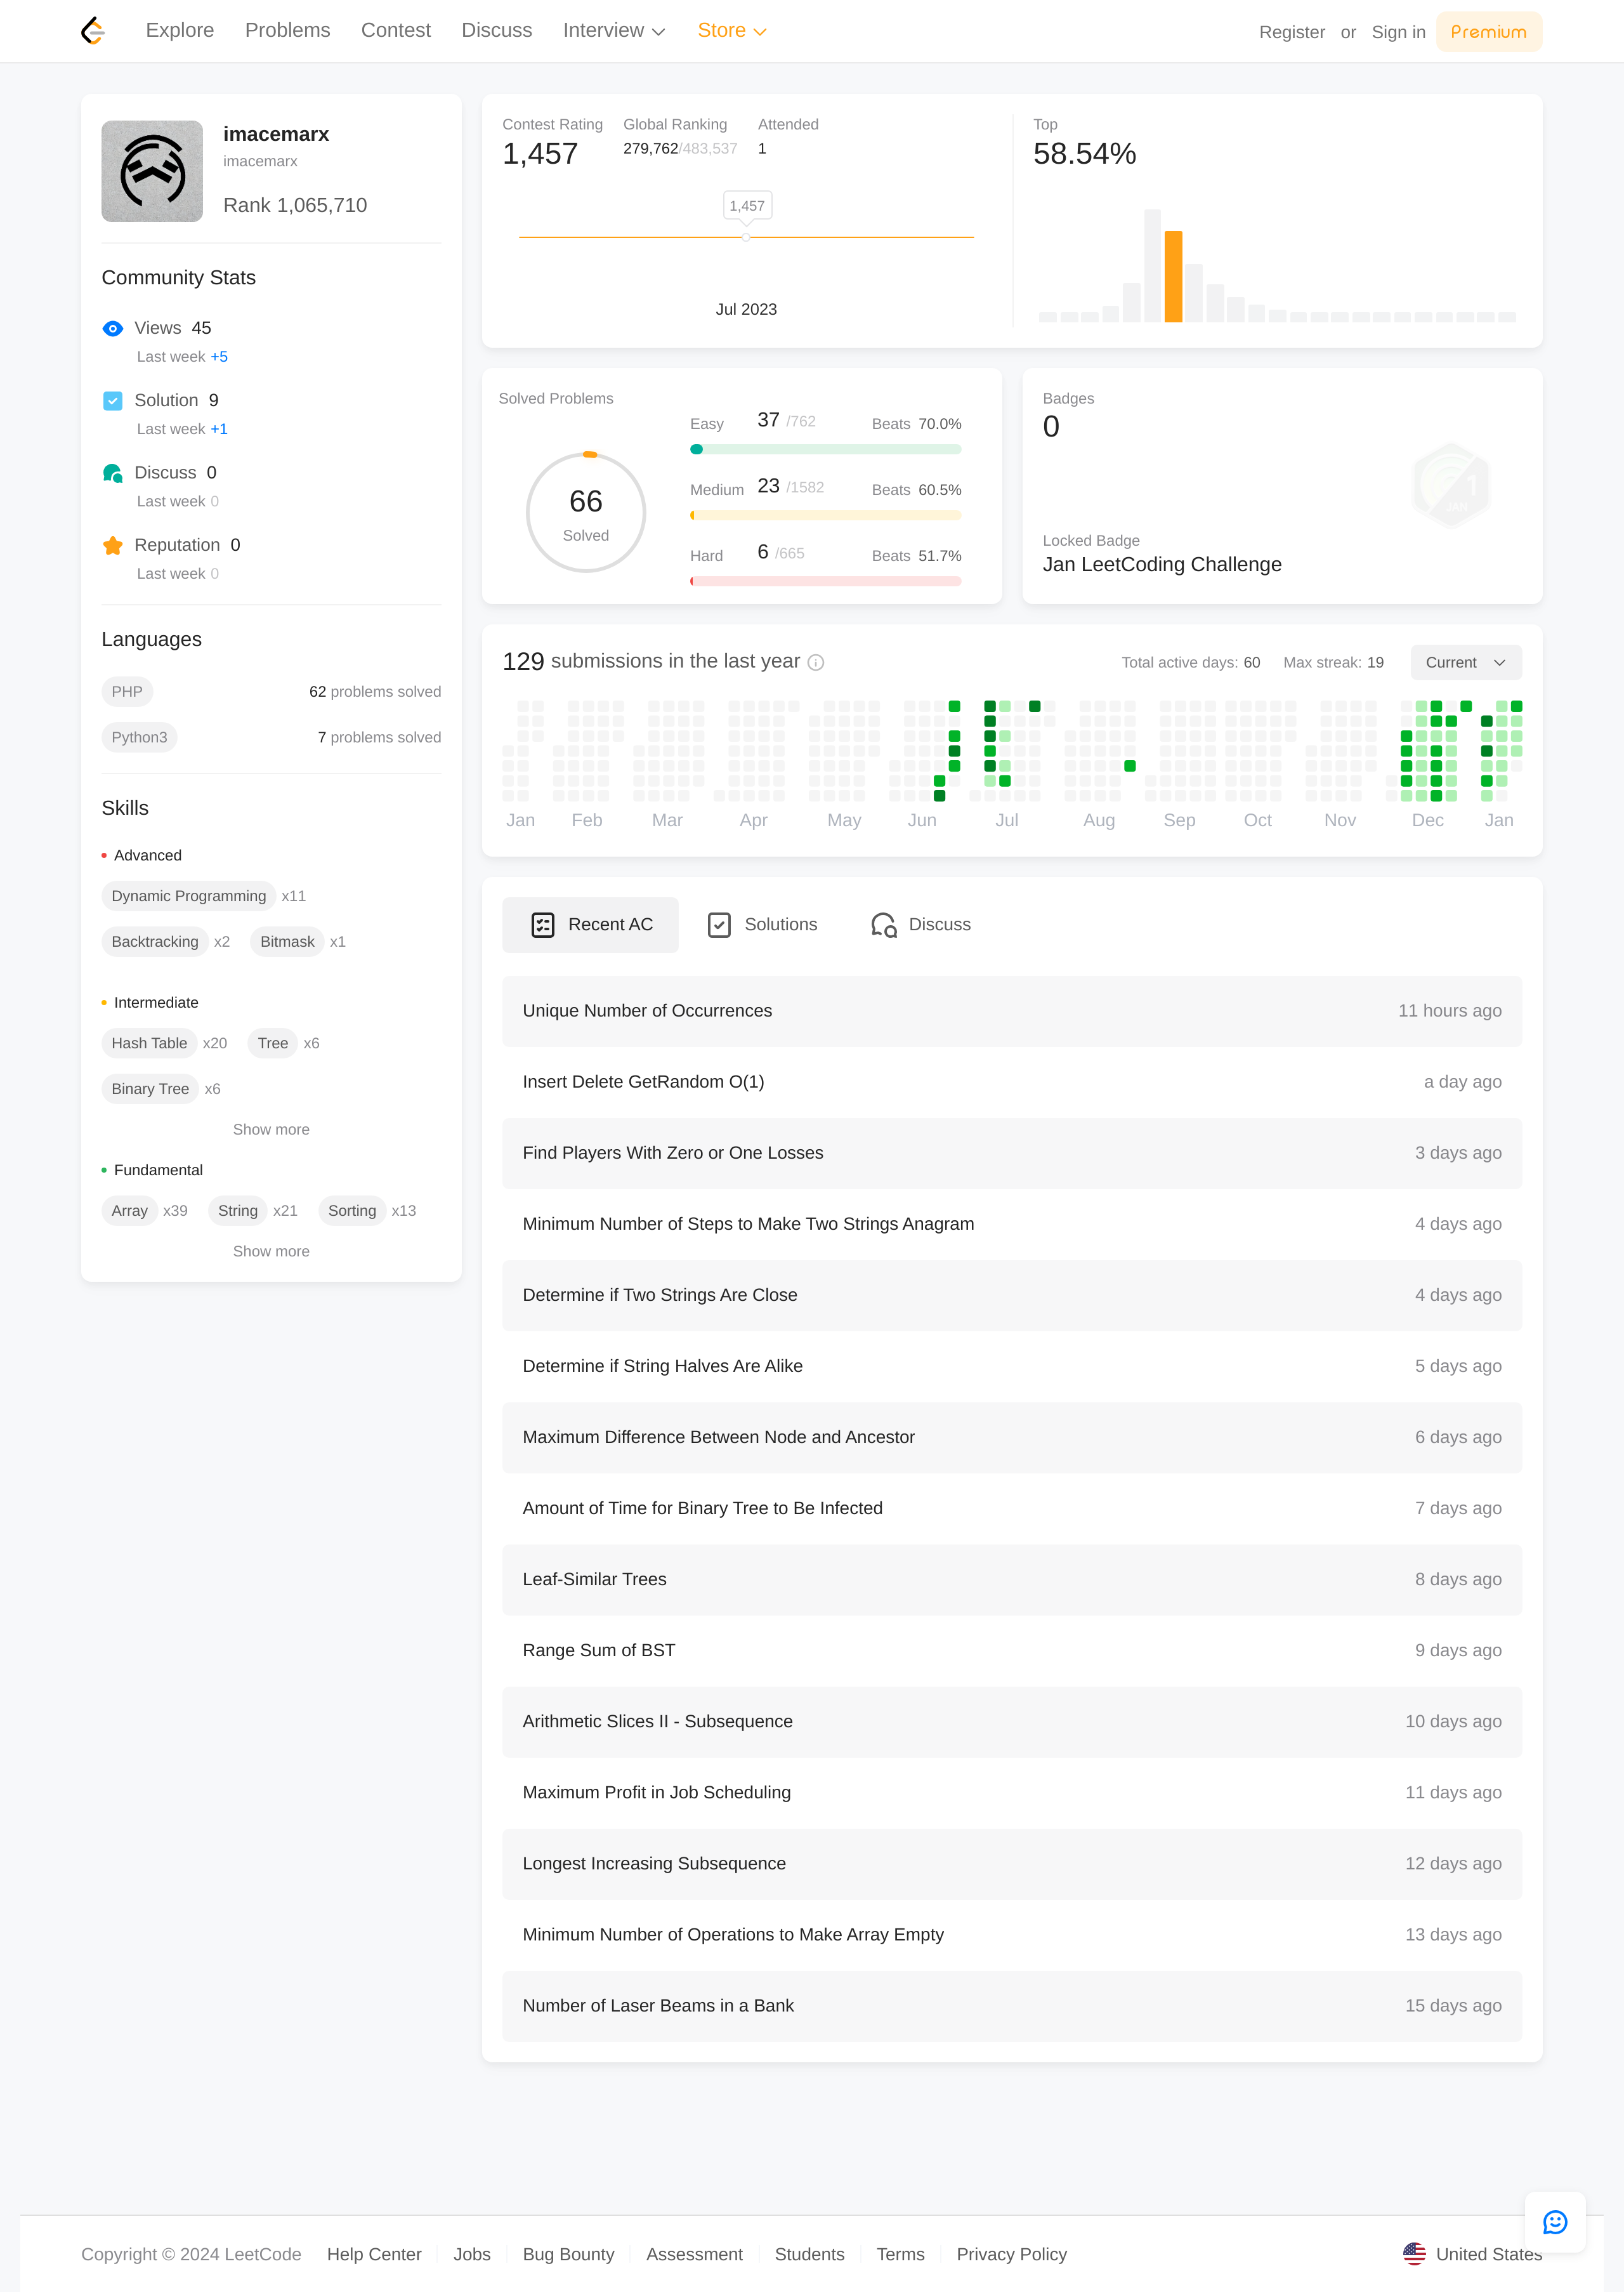 Explore Problems Contest Discuss Interview Store Register or Sign in Premium
imacemarx
imacemarx
Rank 1,065,710
Community Stats
Views 45
Last week +5
Solution 9
Last week +1
Discuss 0
Last week 0
Reputation 0
Last week 0
Languages
PHP 62 problems solved
Python3 7 problems solved
Skills
Advanced
Dynamic Programming x11
Backtracking x2 Bitmask x1
Intermediate
Hash Table x20 Tree x6
Binary Tree x6
Show more
Fundamental
Array x39 String x21 Sorting x13
Show more
Contest Rating Global Ranking Attended
1,457 279,762/483,537 1
1,457
Jul 2023
Top
58.54%
Solved Problems
66
Solved
Easy 37 /762 Beats 70.0%
Medium 23 /1582 Beats 60.5%
Hard 6 /665 Beats 51.7%
Badges
0
1
JAN
Locked Badge
Jan LeetCoding Challenge
129 submissions in the last year Total active days: 60 Max streak: 19 Current
Jan Feb Mar Apr May Jun Jul Aug Sep Oct Nov Dec Jan
Recent AC Solutions Discuss
Unique Number of Occurrences 11 hours ago
Insert Delete GetRandom O(1) a day ago
Find Players With Zero or One Losses 3 days ago
Minimum Number of Steps to Make Two Strings Anagram 4 days ago
Determine if Two Strings Are Close 4 days ago
Determine if String Halves Are Alike 5 days ago
Maximum Difference Between Node and Ancestor 6 days ago
Amount of Time for Binary Tree to Be Infected 7 days ago
Leaf-Similar Trees 8 days ago
Range Sum of BST 9 days ago
Arithmetic Slices II - Subsequence 10 days ago
Maximum Profit in Job Scheduling 11 days ago
Longest Increasing Subsequence 12 days ago
Minimum Number of Operations to Make Array Empty 13 days ago
Number of Laser Beams in a Bank 15 days ago
Copyright © 2024 LeetCode Help Center Jobs Bug Bounty Assessment Students Terms Privacy Policy United States